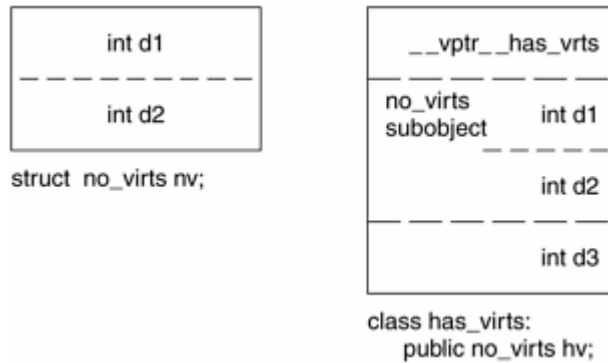 int d1
int d2
struct no_virts nv;
__vptr__has_vrts
no_virts
subobject
int d1
int d2
int d3
class has_virts:
public no_virts hv;